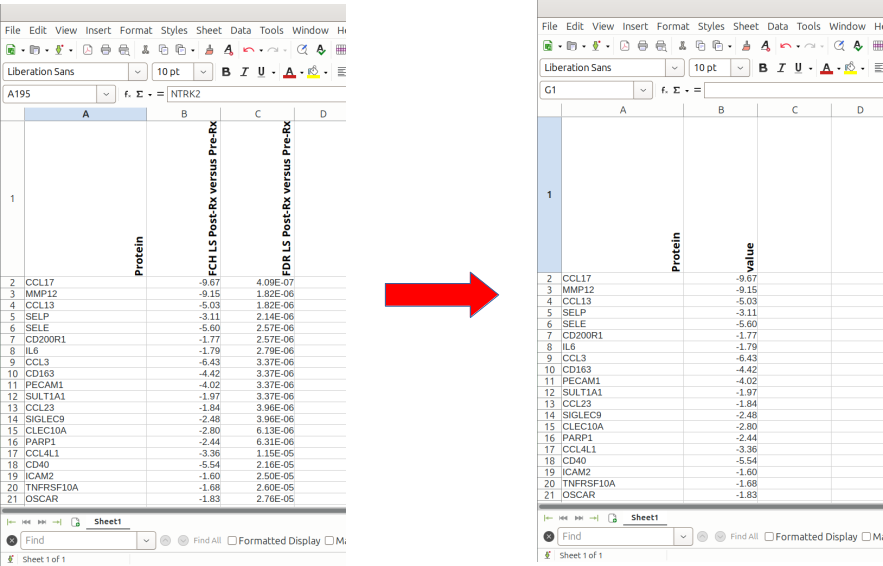 File Edit View Insert Format Styles Sheet Data Tools Window He
Liberation Sans 10 pt B I U A
A195 fx Σ = NTRK2
A B C D
1 Protein FCH LS Post-Rx versus Pre-Rx FDR LS Post-Rx versus Pre-Rx
2 CCL17 -9.67 4.09E-07
3 MMP12 -9.15 1.82E-06
4 CCL13 -5.03 1.82E-06
5 SELP -3.11 2.14E-06
6 SELE -5.60 2.57E-06
7 CD200R1 -1.77 2.57E-06
8 IL6 -1.79 2.79E-06
9 CCL3 -6.43 3.37E-06
10 CD163 -4.42 3.37E-06
11 PECAM1 -4.02 3.37E-06
12 SULT1A1 -1.97 3.37E-06
13 CCL23 -1.84 3.96E-06
14 SIGLEC9 -2.48 3.96E-06
15 CLEC10A -2.80 6.13E-06
16 PARP1 -2.44 6.31E-06
17 CCL4L1 -3.36 1.15E-05
18 CD40 -5.54 2.16E-05
19 ICAM2 -1.60 2.50E-05
20 TNFRSF10A -1.68 2.60E-05
21 OSCAR -1.83 2.76E-05
Sheet1
Find Find All Formatted Display Ma
Sheet 1 of 1
File Edit View Insert Format Styles Sheet Data Tools Window He
Liberation Sans 10 pt B I U A
G1 fx Σ =
A B C D
1 Protein value
2 CCL17 -9.67
3 MMP12 -9.15
4 CCL13 -5.03
5 SELP -3.11
6 SELE -5.60
7 CD200R1 -1.77
8 IL6 -1.79
9 CCL3 -6.43
10 CD163 -4.42
11 PECAM1 -4.02
12 SULT1A1 -1.97
13 CCL23 -1.84
14 SIGLEC9 -2.48
15 CLEC10A -2.80
16 PARP1 -2.44
17 CCL4L1 -3.36
18 CD40 -5.54
19 ICAM2 -1.60
20 TNFRSF10A -1.68
21 OSCAR -1.83
Sheet1
Find Find All Formatted Display Ma
Sheet 1 of 1